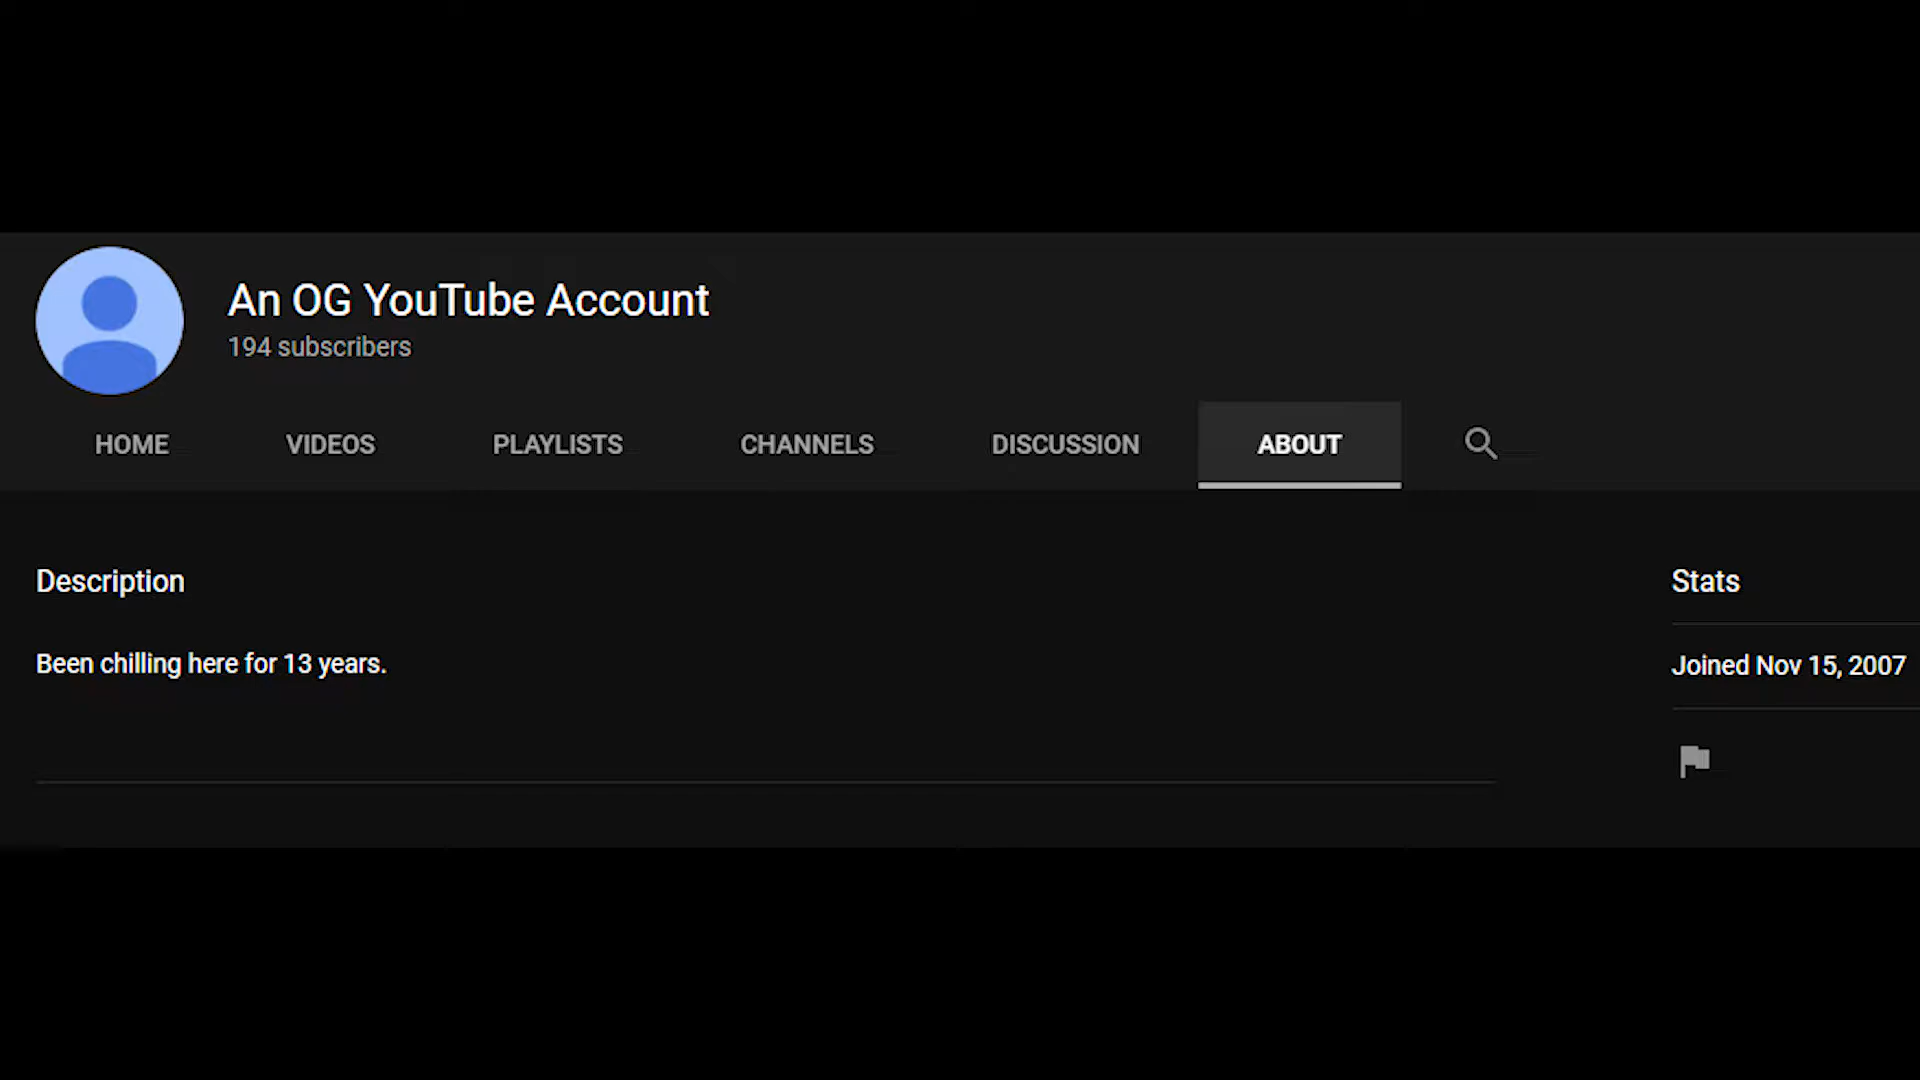 An OG YouTube Account
194 subscribers
HOME VIDEOS PLAYLISTS CHANNELS DISCUSSION ABOUT
Description
Been chilling here for 13 years.
Stats
Joined Nov 15, 2007